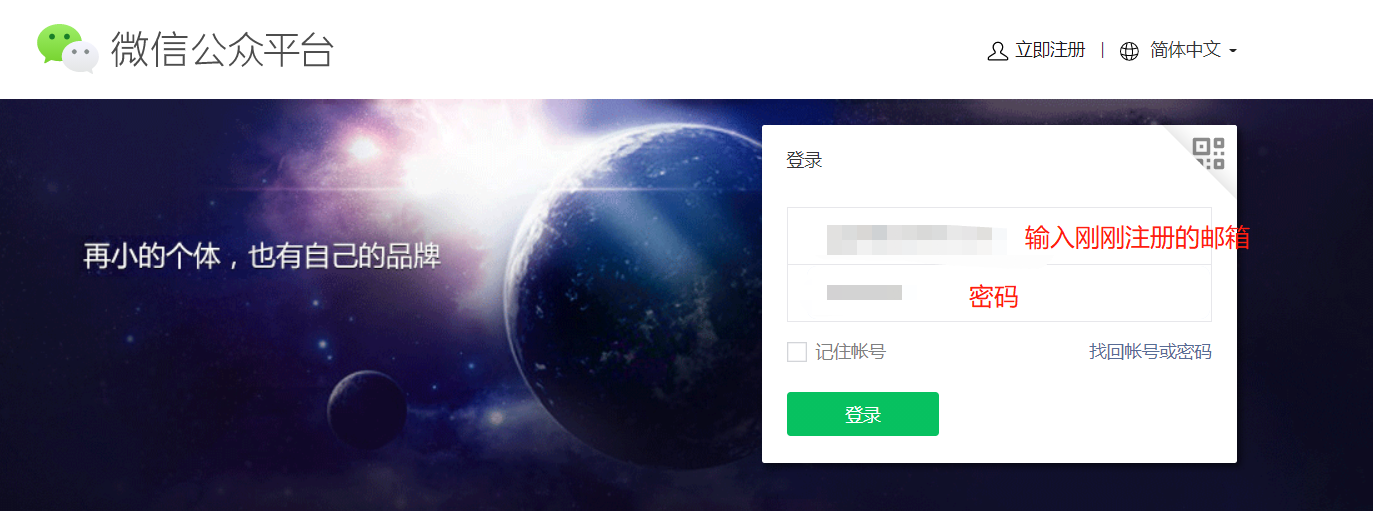 微信公众平台
立即注册 | 简体中文
登录
再小的个体，也有自己的品牌
输入刚刚注册的邮箱
密码
记住帐号 找回帐号或密码
登录